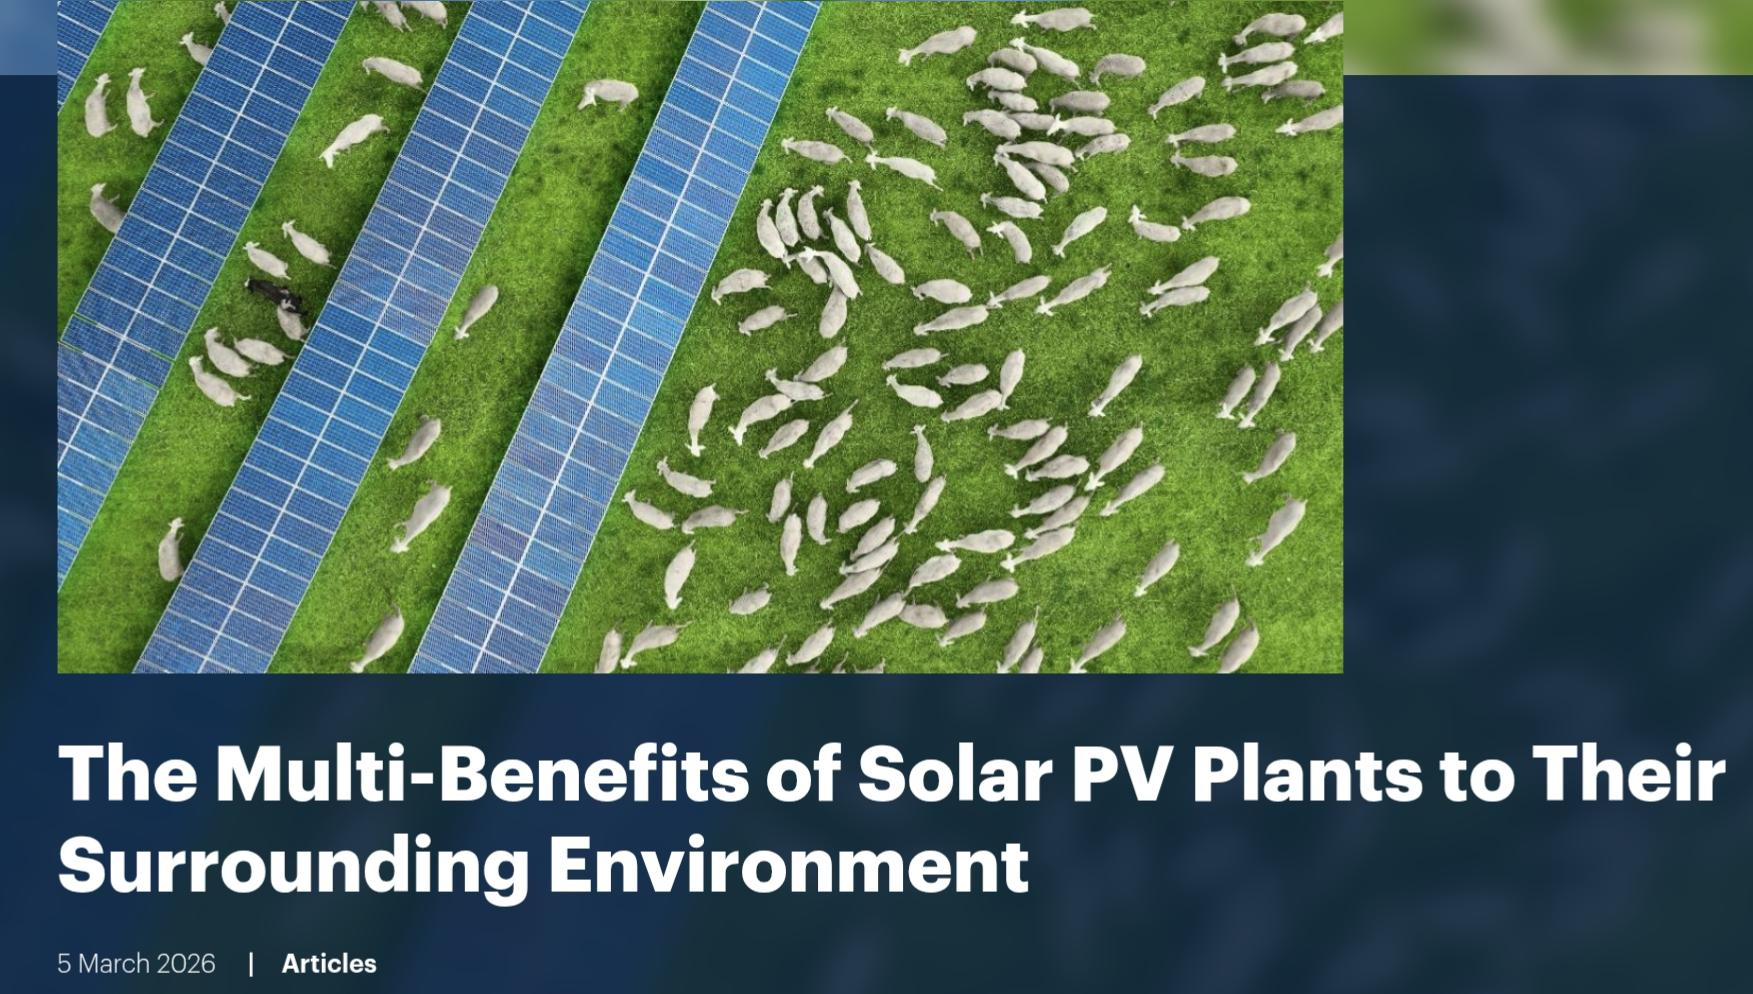 The Multi-Benefits of Solar PV Plants to Their
Surrounding Environment
5 March 2026 | Articles